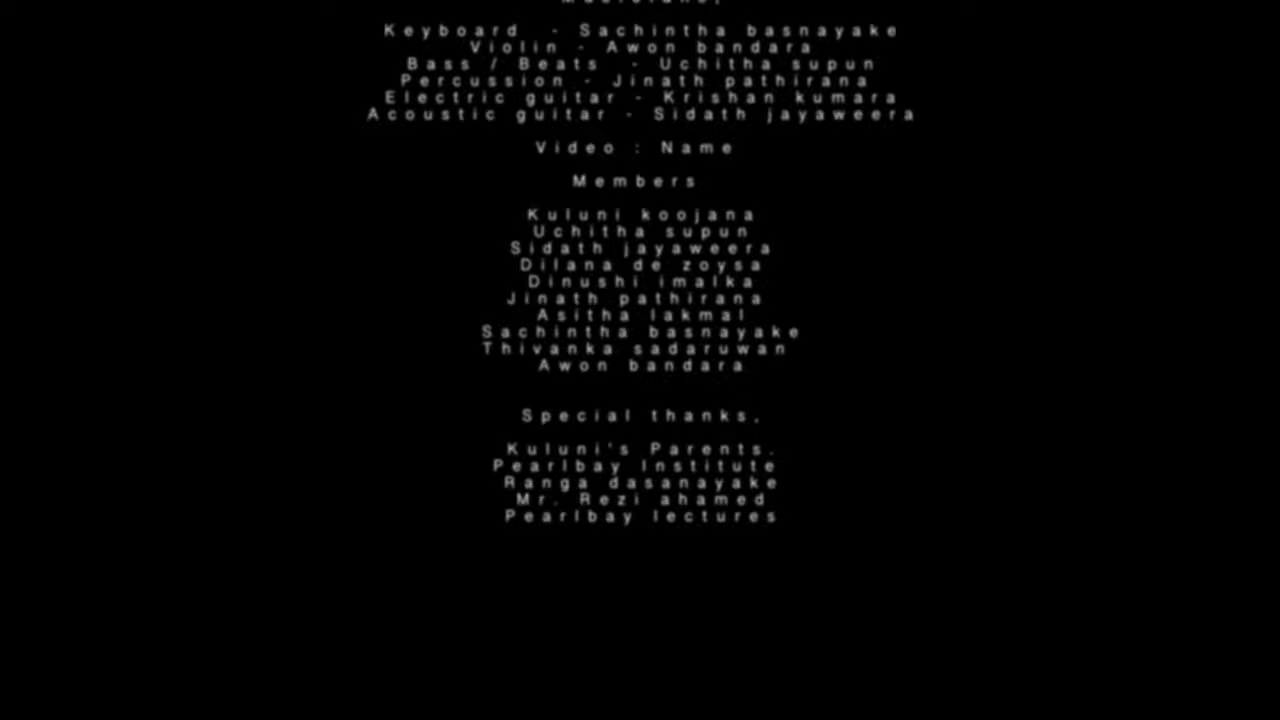 Musicians,
Keyboard - Sachintha basnayake
Violin - Awon bandara
Bass / Beats - Uchitha supun
Percussion - Jinath pathirana
Electric guitar - Krishan kumara
Acoustic guitar - Sidath jayaweera
Video : Name
Members
Kuluni koojana
Uchitha supun
Sidath jayaweera
Dilana de zoysa
Dinushi imalka
Jinath pathirana
Asitha lakmal
Sachintha basnayake
Thivanka sadaruwan
Awon bandara
Special thanks,
Kuluni's Parents.
Pearlbay Institute
Ranga dasanayake
Mr. Rezi ahamed
Pearlbay lectures